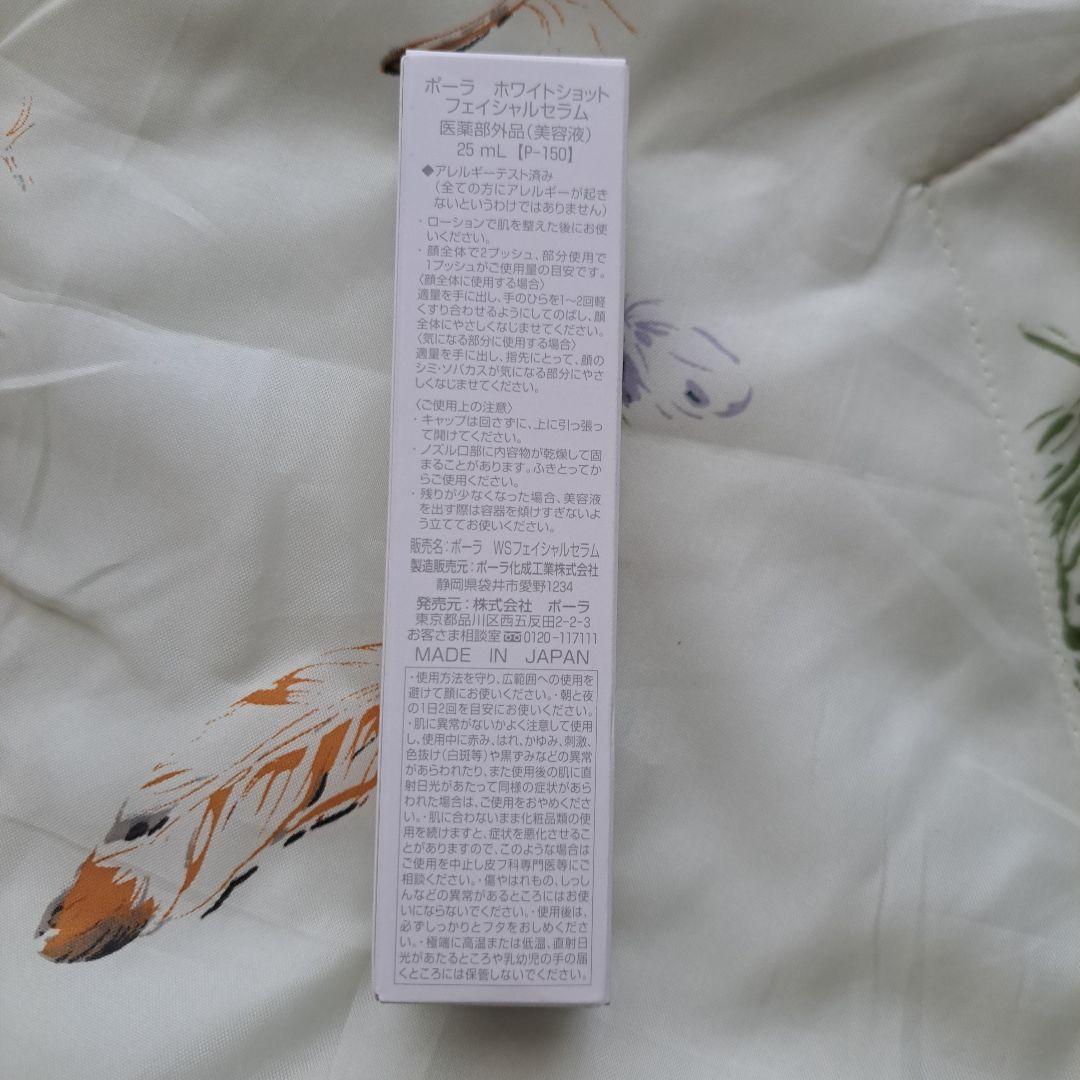 ポーラ ホワイトショット
フェイシャルセラム
医薬部外品(美容液)
25 mL【P-150】
◆アレルギーテスト済み
(全ての方にアレルギーが起き
ないというわけではありません)
・ローションで肌を整えた後にお使
いください。
・顔全体で2プッシュ、部分使用で
1プッシュがご使用量の目安です。
〈顔全体に使用する場合〉
適量を手に出し、手のひらを1〜2回軽
くすり合わせるようにしてのばし、顔
全体にやさしくなじませてください。
〈気になる部分に使用する場合〉
適量を手に出し、指先にとって、顔の
シミ・ソバカスが気になる部分にやさ
しくなじませてください。
〈ご使用上の注意〉
・キャップは回さずに、上に引っ張っ
て開けてください。
・ノズル口部に内容物が乾燥して固
まることがあります。ふきとってか
らご使用ください。
・残りが少なくなった場合、美容液
を出す際は容器を傾けすぎないよ
う立ててお使いください。
販売名：ポーラ WSフェイシャルセラム
製造販売元：ポーラ化成工業株式会社
静岡県袋井市愛野1234
発売元：株式会社 ポーラ
東京都品川区西五反田2-2-3
お客さま相談室 0120-117111
MADE IN JAPAN
・使用方法を守り、広範囲への使用を
避けて顔にお使いください。・朝と夜
の1日2回を目安にお使いください。
・肌に異常がないかよく注意して使用
し、使用中に赤み、はれ、かゆみ、刺激、
色抜け(白斑等)や黒ずみなどの異常
があらわれたり、また使用後の肌に直
射日光があたって同様の症状があら
われた場合は、ご使用をおやめくださ
い。・肌に合わないまま化粧品類の使
用を続けますと、症状を悪化させるこ
とがありますので、このような場合は
ご使用を中止し皮フ科専門医等にご
相談ください。・傷やはれもの、しっし
んなどの異常があるところにはお使
いにならないでください。・使用後は、
必ずしっかりとフタをおしめくださ
い。・極端に高温または低温、直射日
光があたるところや乳幼児の手の届
くところには保管しないでください。